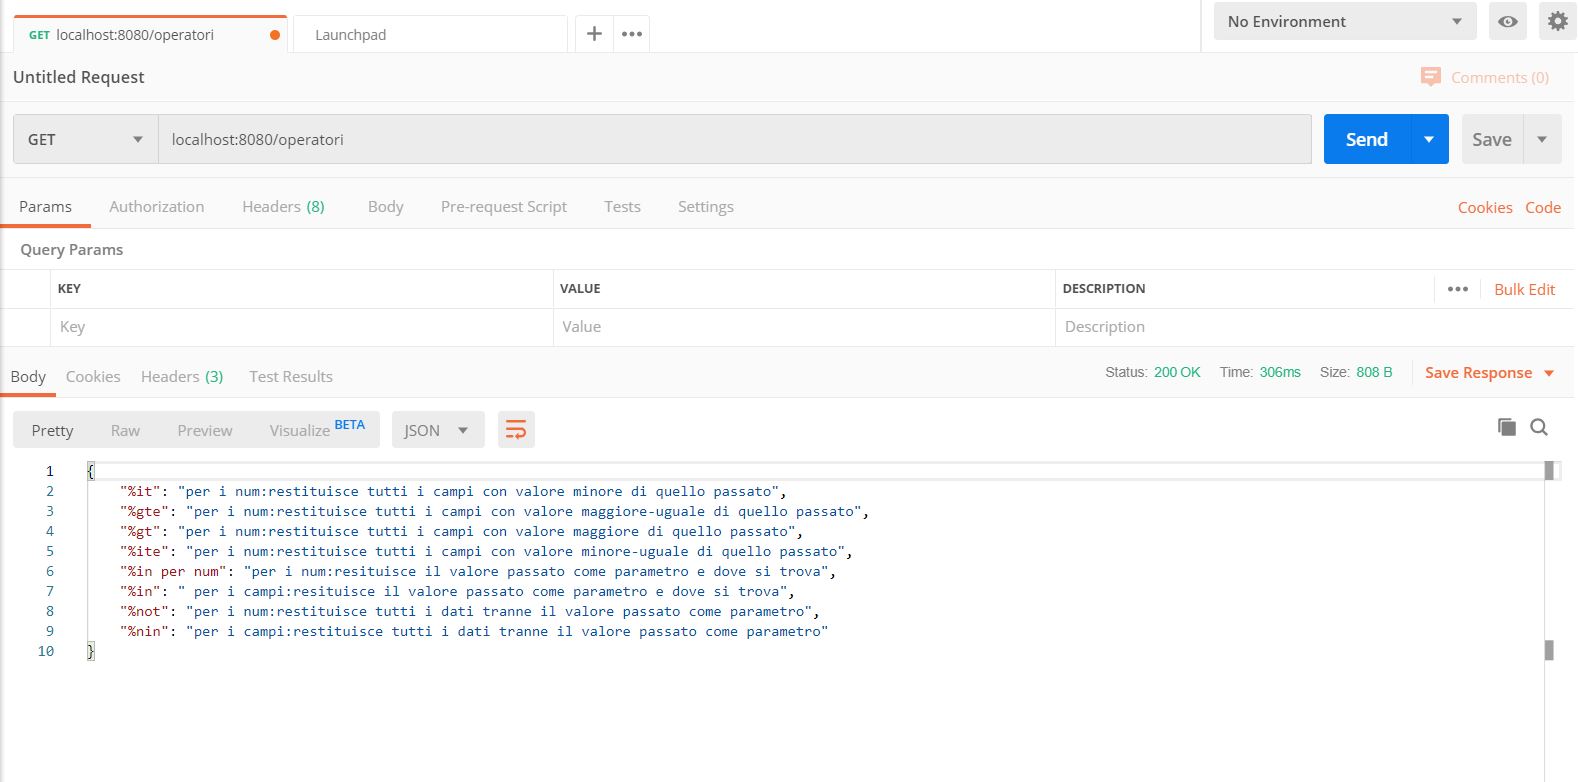 GET localhost:8080/operatori
Launchpad
No Environment
Untitled Request
Comments (0)
GET
localhost:8080/operatori
Send
Save
Params
Authorization
Headers (8)
Body
Pre-request Script
Tests
Settings
Cookies
Code
Query Params
KEY
VALUE
DESCRIPTION
Bulk Edit
Key
Value
Description
Body
Cookies
Headers (3)
Test Results
Status: 200 OK
Time: 306ms
Size: 808 B
Save Response
Pretty
Raw
Preview
Visualize BETA
JSON
1 {
2 "%it": "per i num:restituisce tutti i campi con valore minore di quello passato",
3 "%gte": "per i num:restituisce tutti i campi con valore maggiore-uguale di quello passato",
4 "%gt": "per i num:restituisce tutti i campi con valore maggiore di quello passato",
5 "%ite": "per i num:restituisce tutti i campi con valore minore-uguale di quello passato",
6 "%in per num": "per i num:resituisce il valore passato come parametro e dove si trova",
7 "%in": " per i campi:resituisce il valore passato come parametro e dove si trova",
8 "%not": "per i num:restituisce tutti i dati tranne il valore passato come parametro",
9 "%nin": "per i campi:restituisce tutti i dati tranne il valore passato come parametro"
10 }